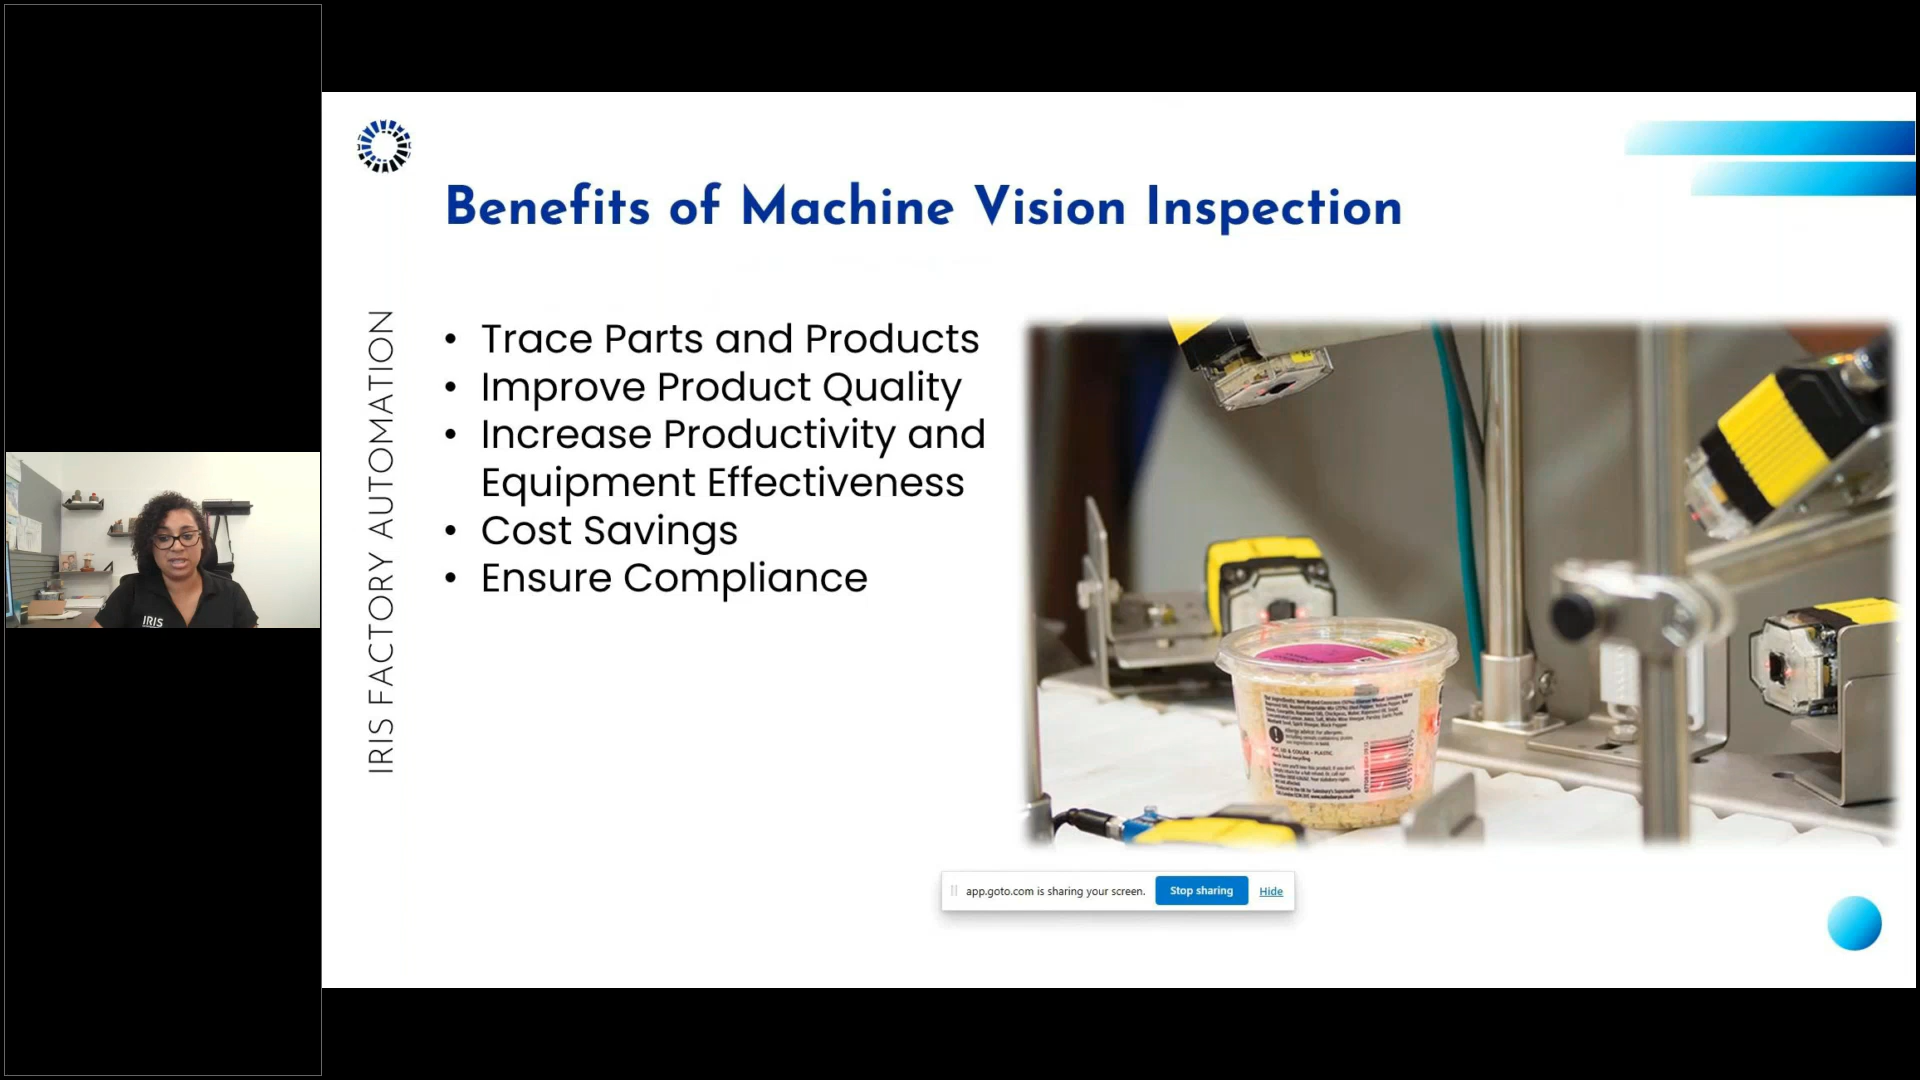 Benefits of Machine Vision Inspection
IRIS FACTORY AUTOMATION
• Trace Parts and Products
• Improve Product Quality
• Increase Productivity and
Equipment Effectiveness
• Cost Savings
• Ensure Compliance
IRIS
app.goto.com is sharing your screen.
Stop sharing
Hide